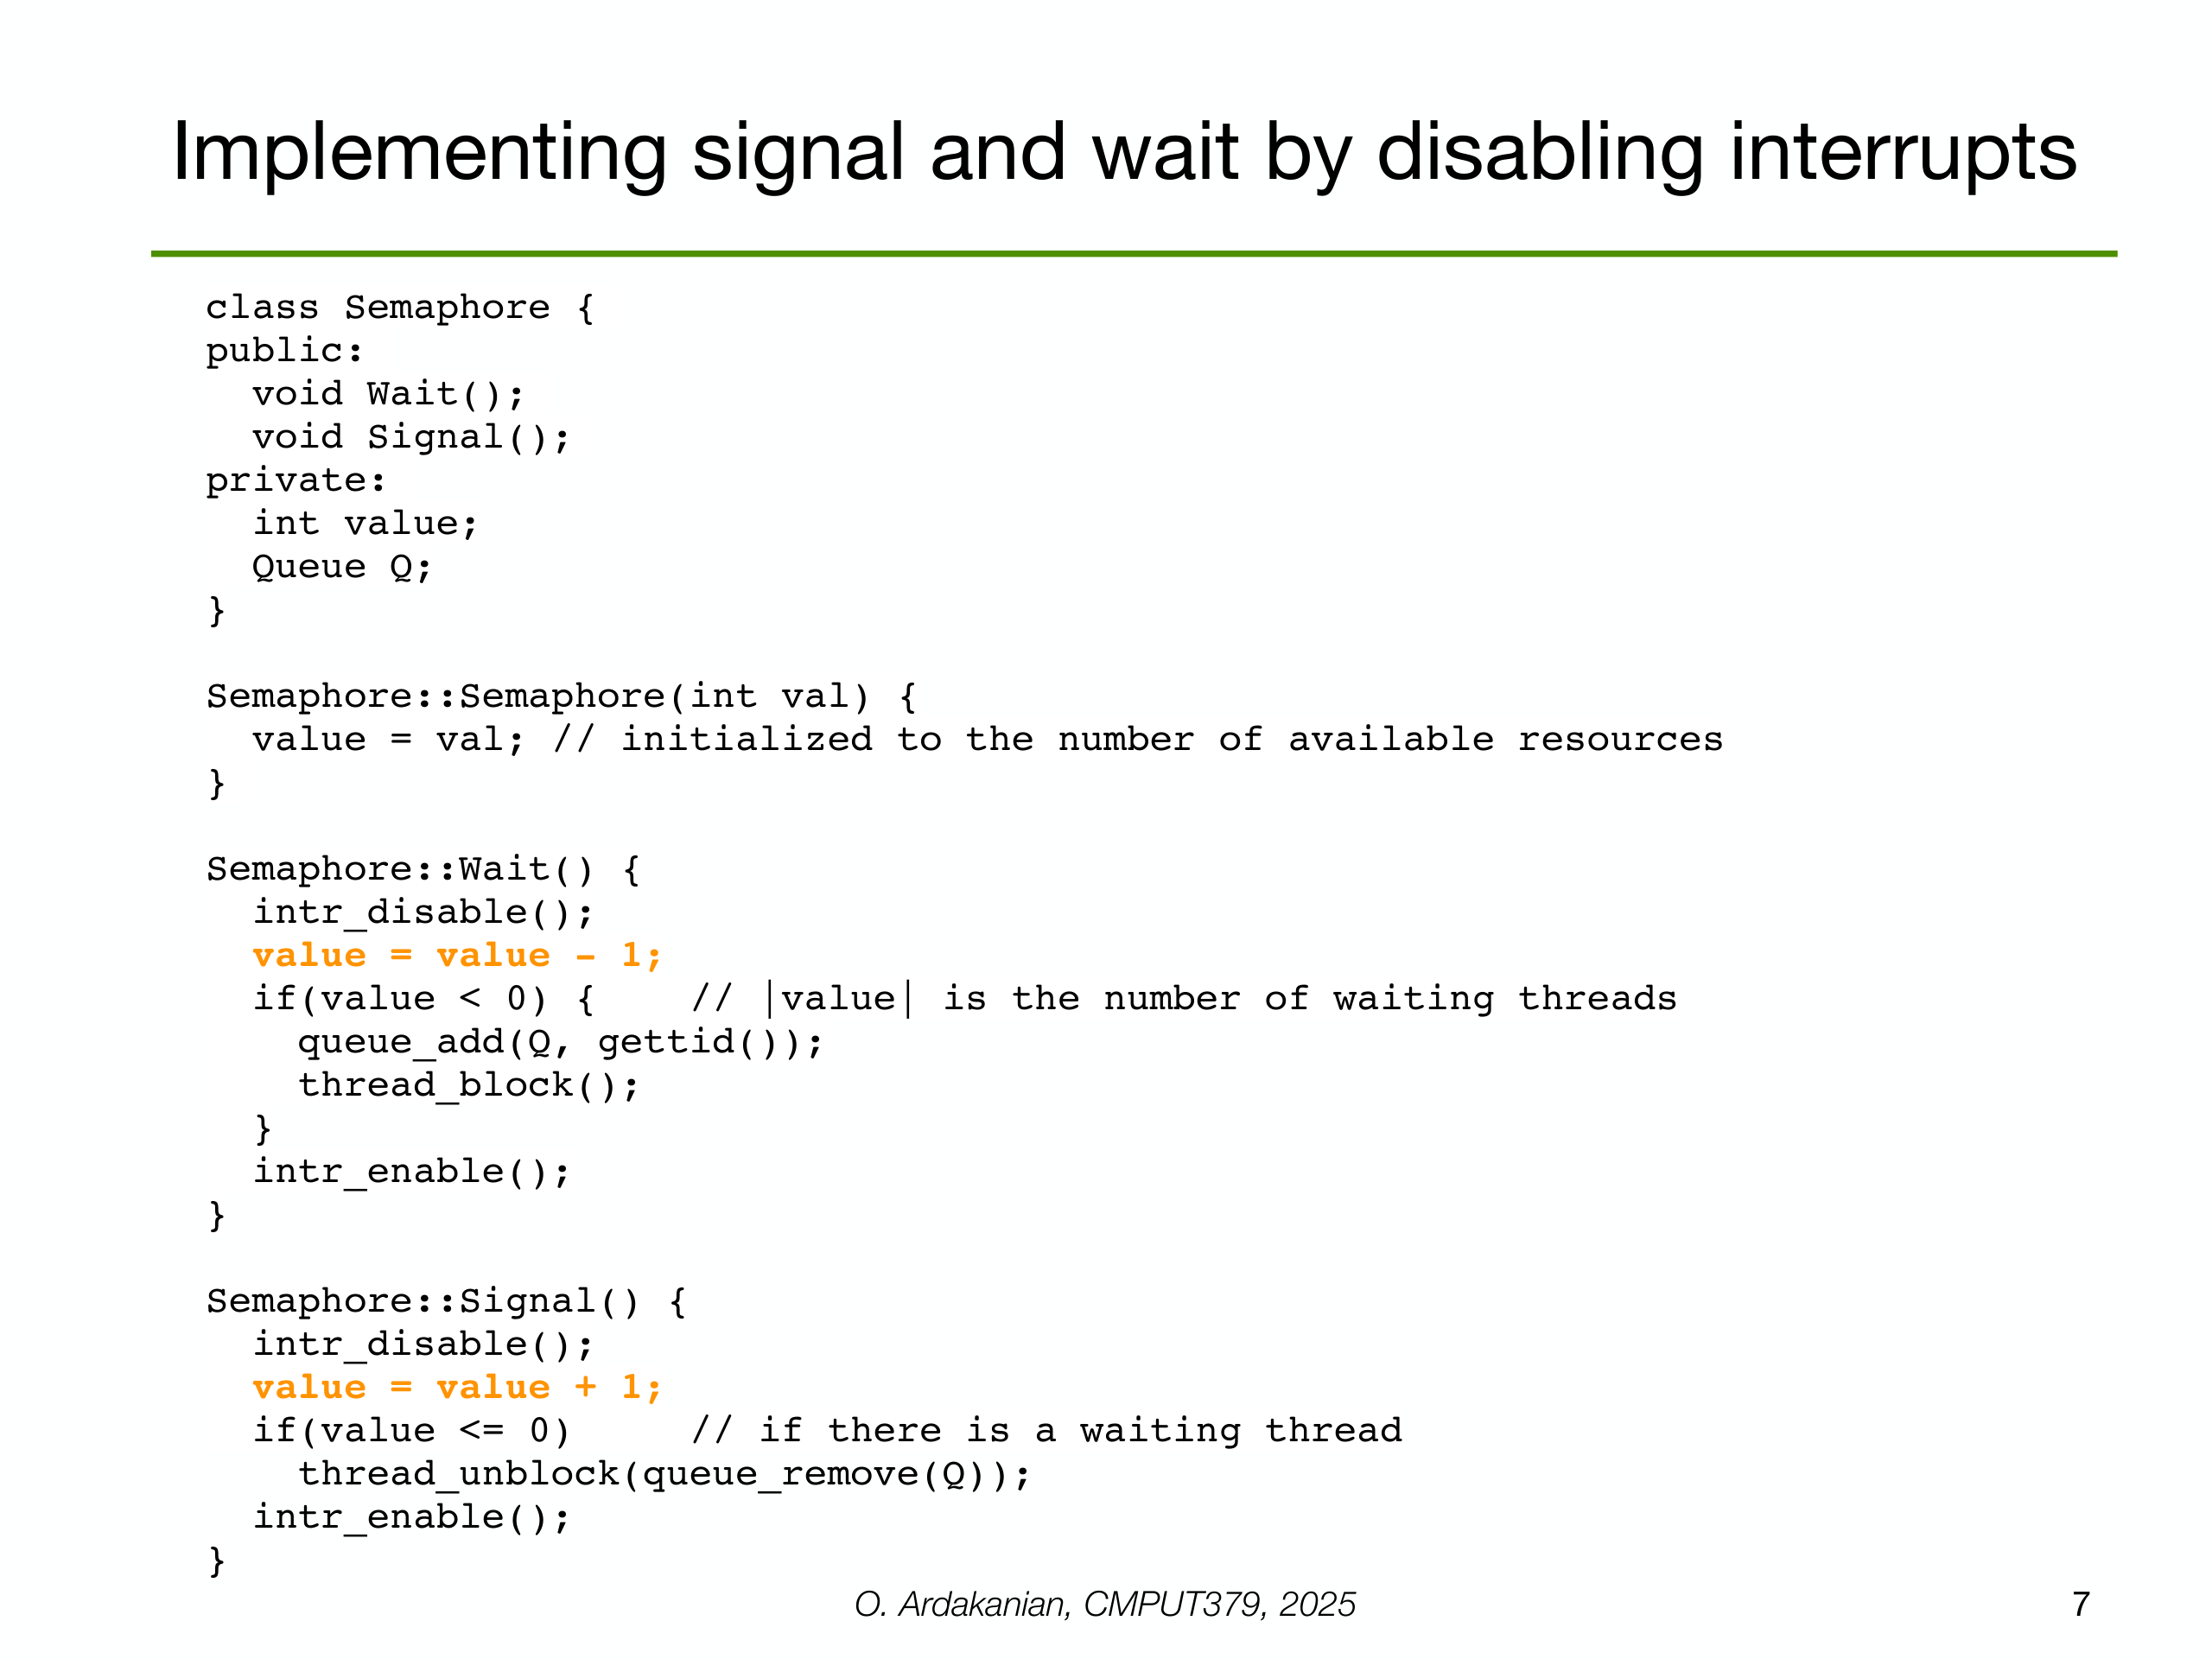 Implementing signal and wait by disabling interrupts
class Semaphore {
public:
  void Wait();
  void Signal();
private:
  int value;
  Queue Q;
}
Semaphore::Semaphore(int val) {
  value = val; // initialized to the number of available resources
}
Semaphore::Wait() {
  intr_disable();
  value = value - 1;
  if(value < 0) {    // |value| is the number of waiting threads
    queue_add(Q, gettid());
    thread_block();
  }
  intr_enable();
}
Semaphore::Signal() {
  intr_disable();
  value = value + 1;
  if(value <= 0)     // if there is a waiting thread
    thread_unblock(queue_remove(Q));
  intr_enable();
}
O. Ardakanian, CMPUT379, 2025
7